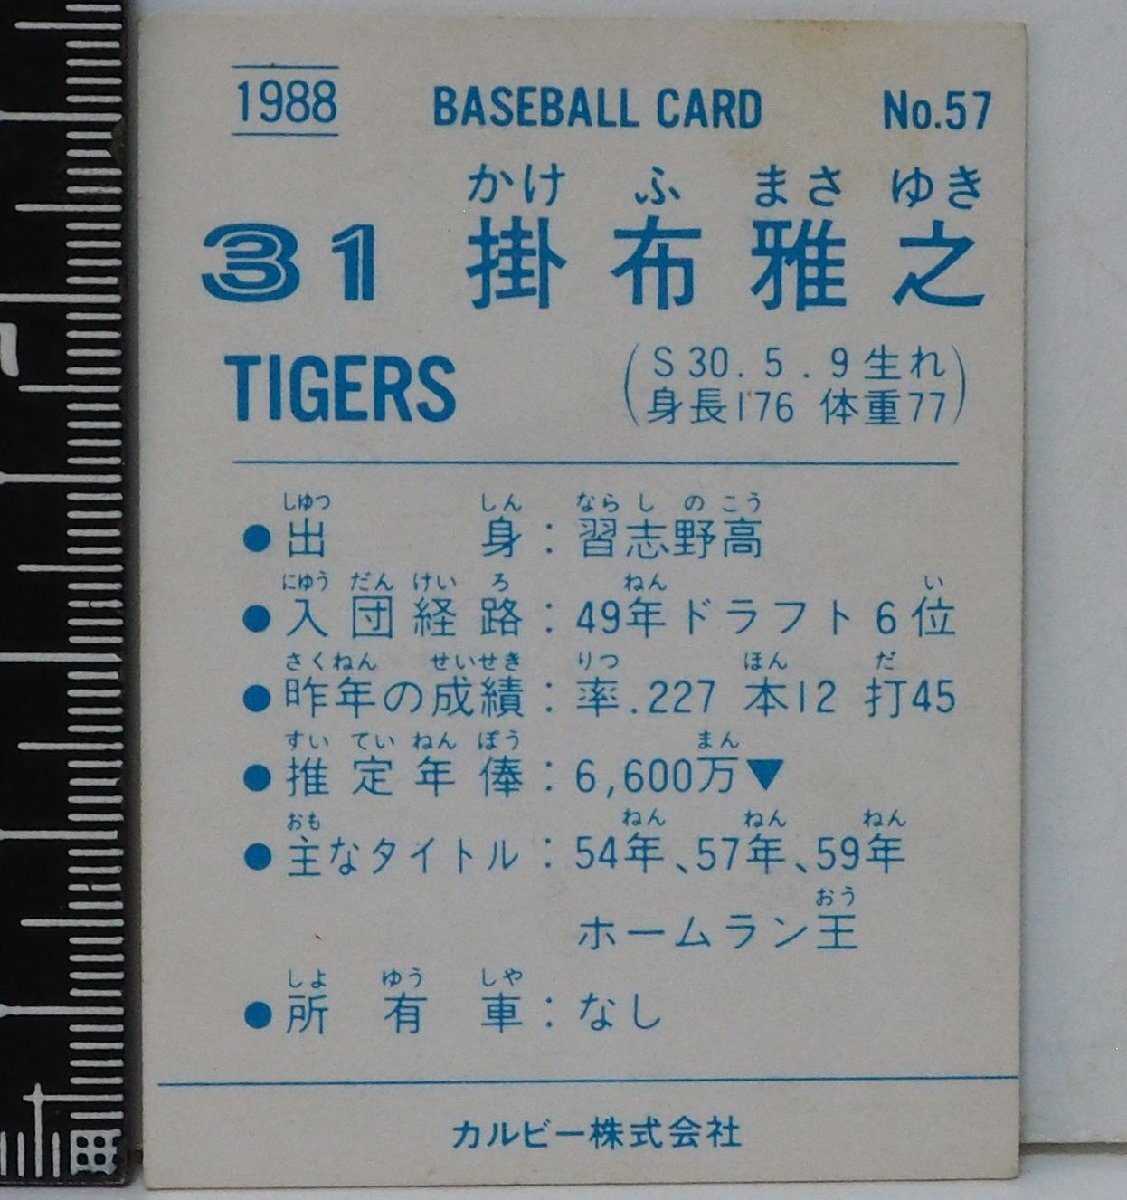 1988 BASEBALL CARD No.57
かけ ふ まさ ゆき
31 掛布雅之
TIGERS
(S30.5.9生れ
身長176 体重77)
しゅつ しん ならしのこう
●出身：習志野高
にゅう だん けい ろ ねん い
●入団経路：49年ドラフト6位
さくねん せいせき りつ ほん だ
●昨年の成績：率.227 本12 打45
すい てい ねん ぽう まん
●推定年俸：6,600万▼
おも ねん ねん ねん
●主なタイトル：54年、57年、59年
おう
ホームラン王
しょ ゆう しゃ
●所有車：なし
カルビー株式会社